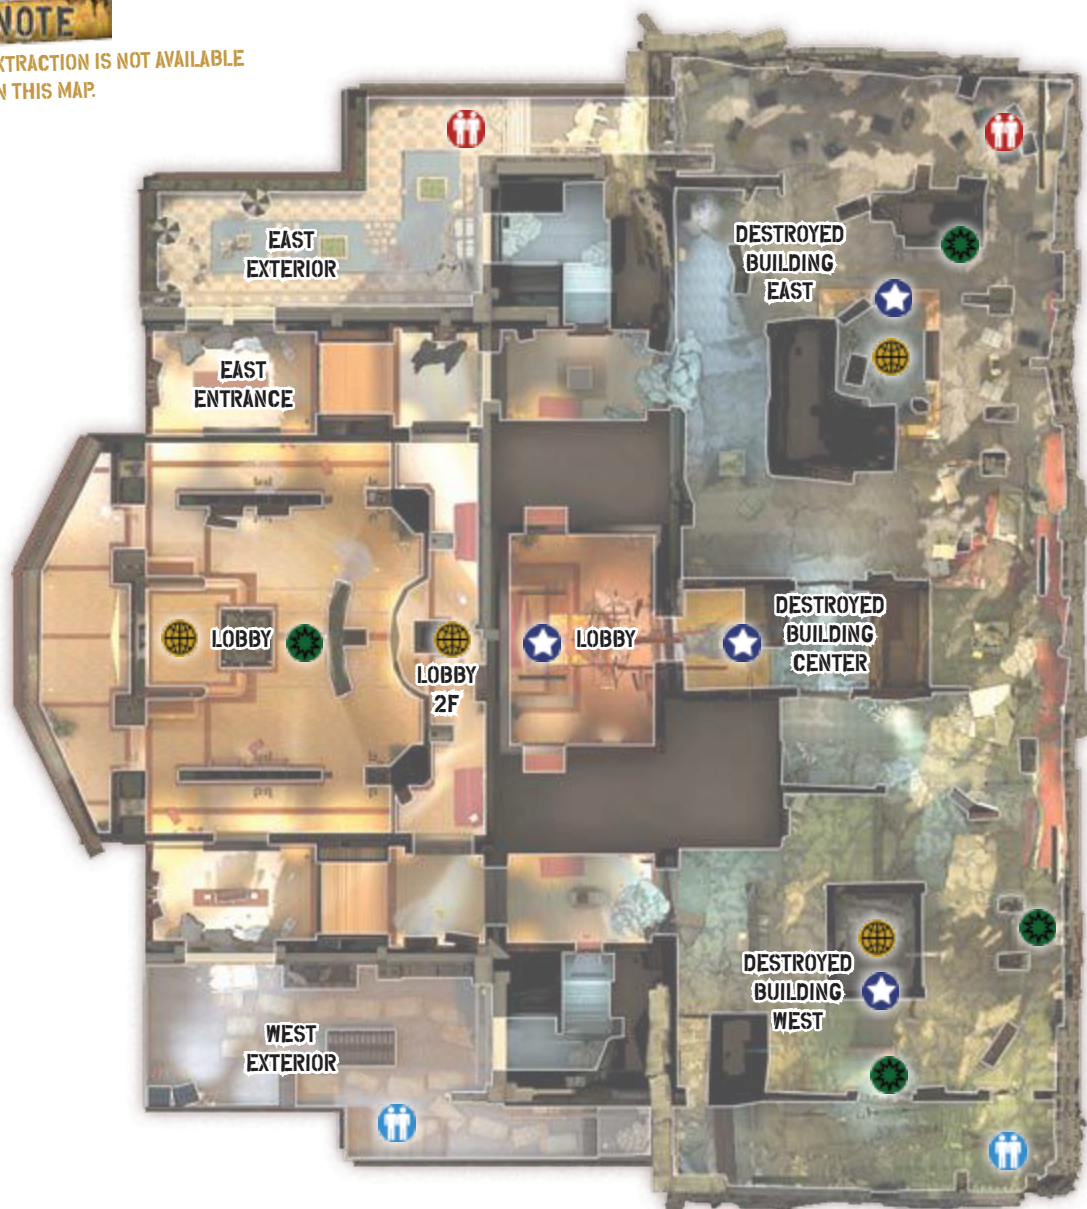 NOTE
XTRACTION IS NOT AVAILABLE
N THIS MAP.
EAST
EXTERIOR
DESTROYED
BUILDING
EAST
EAST
ENTRANCE
LOBBY
LOBBY
2F
LOBBY
DESTROYED
BUILDING
CENTER
DESTROYED
BUILDING
WEST
WEST
EXTERIOR